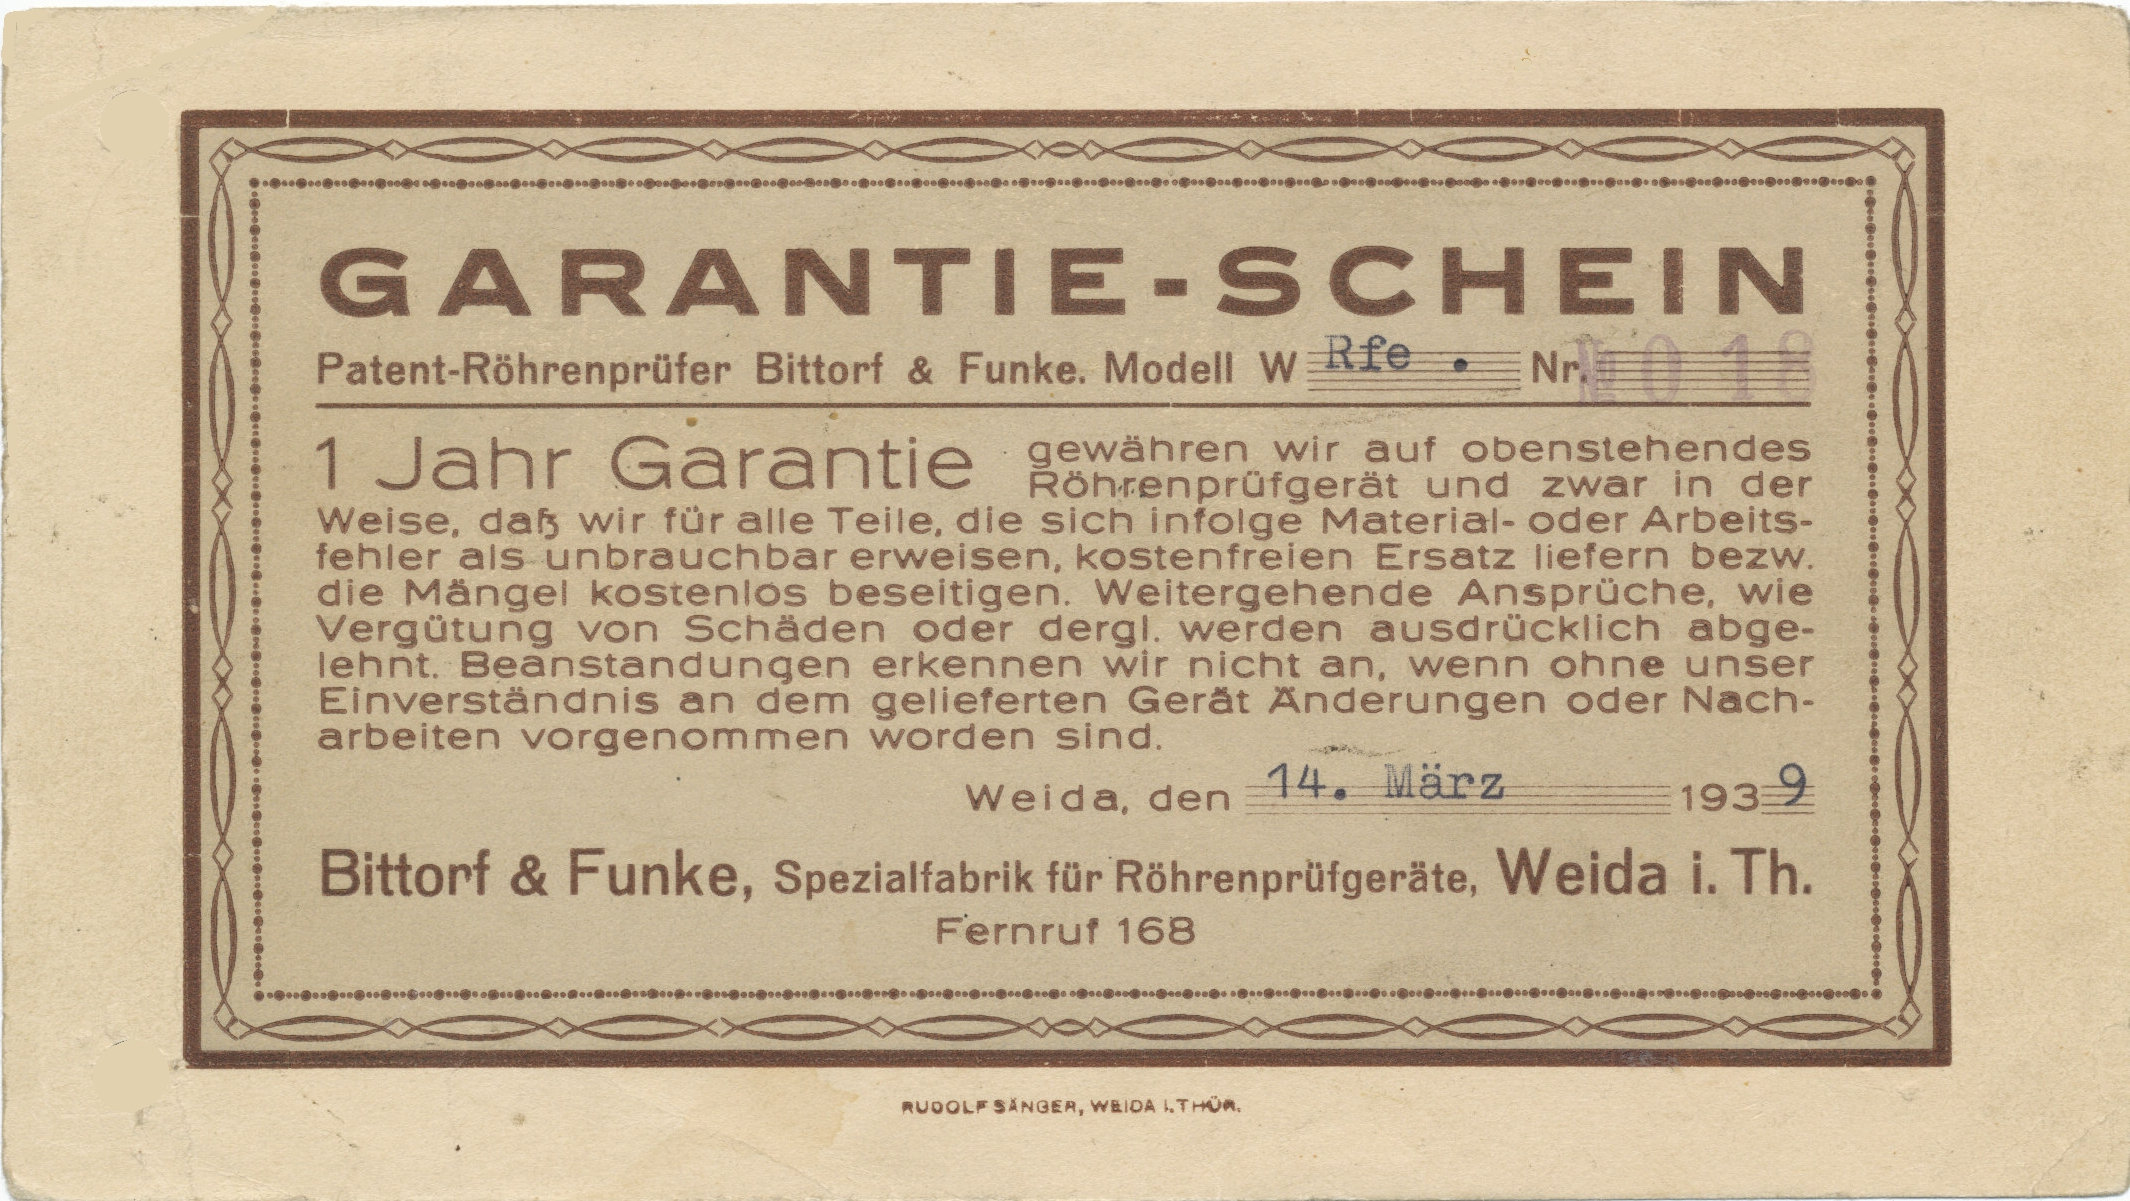 GARANTIE-SCHEIN
Patent-Röhrenprüfer Bittorf & Funke. Modell W Rfe . Nr. № 018
1 Jahr Garantie gewähren wir auf obenstehendes
Röhrenprüfgerät und zwar in der
Weise, daß wir für alle Teile, die sich infolge Material- oder Arbeits-
fehler als unbrauchbar erweisen, kostenfreien Ersatz liefern bezw.
die Mängel kostenlos beseitigen. Weitergehende Ansprüche, wie
Vergütung von Schäden oder dergl. werden ausdrücklich abge-
lehnt. Beanstandungen erkennen wir nicht an, wenn ohne unser
Einverständnis an dem gelieferten Gerät Änderungen oder Nach-
arbeiten vorgenommen worden sind.
Weida, den 14. März 1939
Bittorf & Funke, Spezialfabrik für Röhrenprüfgeräte, Weida i. Th.
Fernruf 168
RUDOLF SÄNGER, WEIDA I. THÜR.